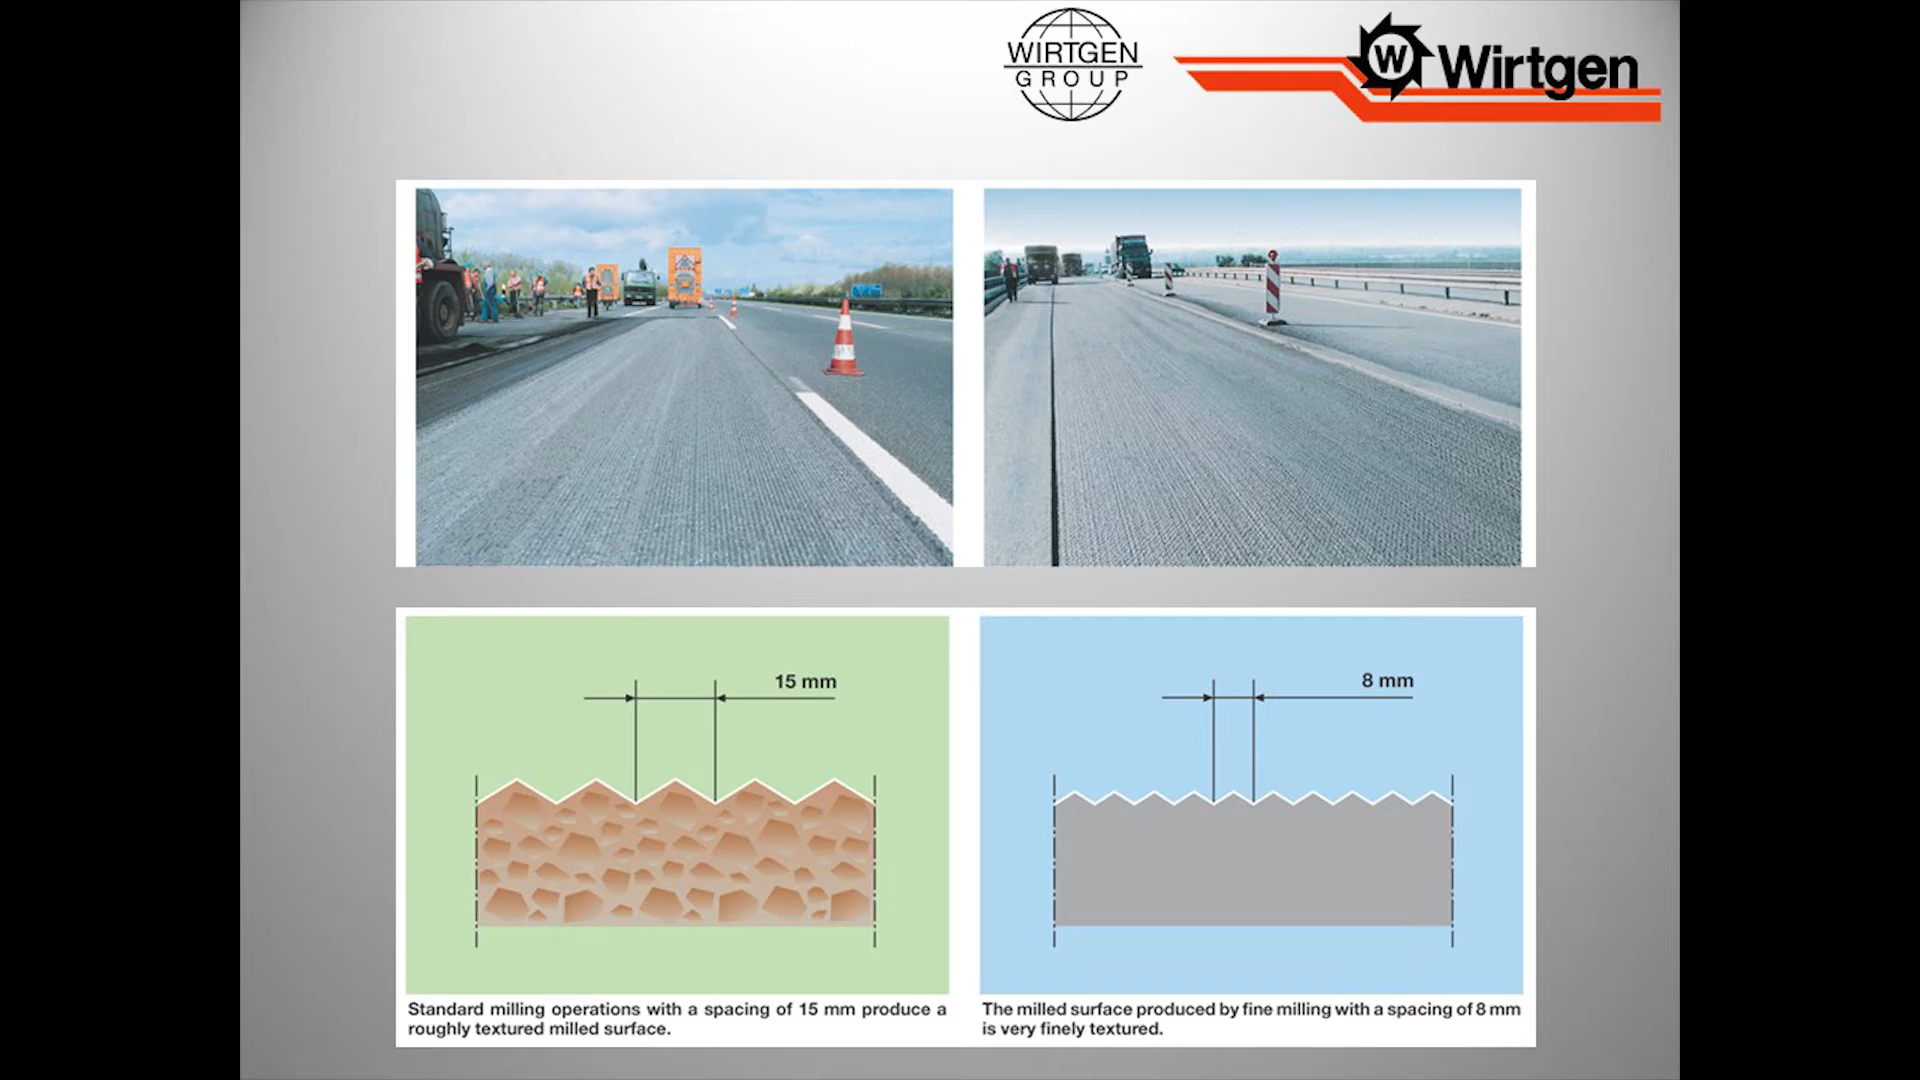 WIRTGEN
GROUP
W Wirtgen
15 mm
8 mm
Standard milling operations with a spacing of 15 mm produce a
roughly textured milled surface.
The milled surface produced by fine milling with a spacing of 8 mm
is very finely textured.